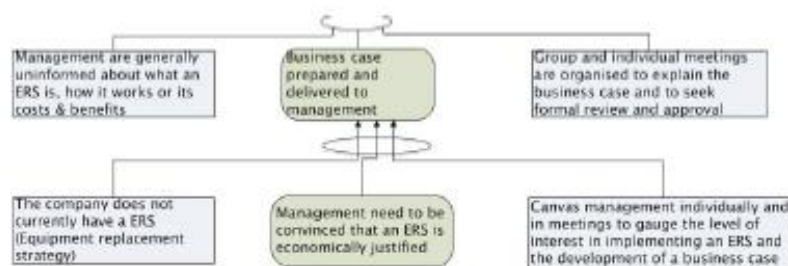 Management are generally
uninformed about what an
ERS is, how it works or its
costs & benefits
Business case
prepared and
delivered to
management
Group and individual meetings
are organised to explain the
business case and to seek
formal review and approval
The company does not
currently have a ERS
(Equipment replacement
strategy)
Management need to be
convinced that an ERS is
economically justified
Canvas management individually and
in meetings to gauge the level of
interest in implementing an ERS and
the development of a business case